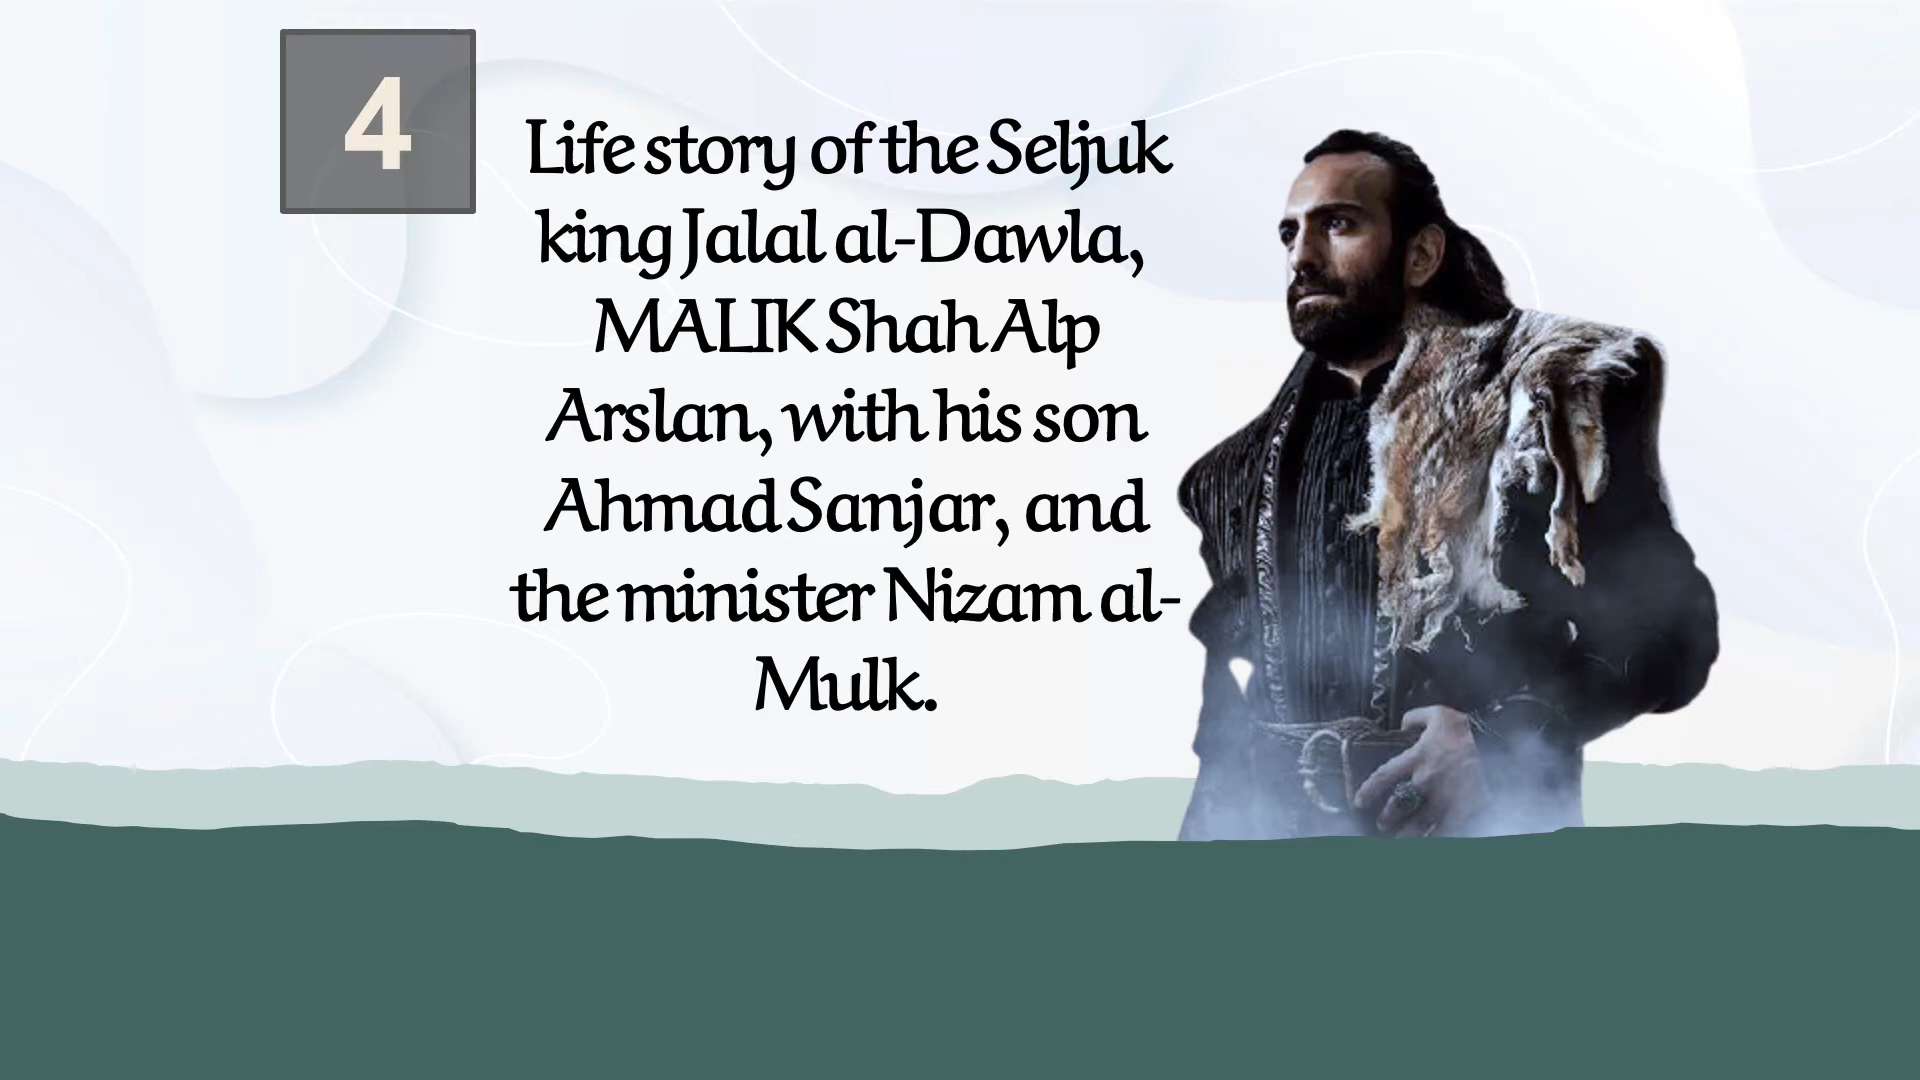 4
Life story of the Seljuk
king Jalal al-Dawla,
MALIK Shah Alp
Arslan, with his son
Ahmad Sanjar, and
the minister Nizam al-
Mulk.